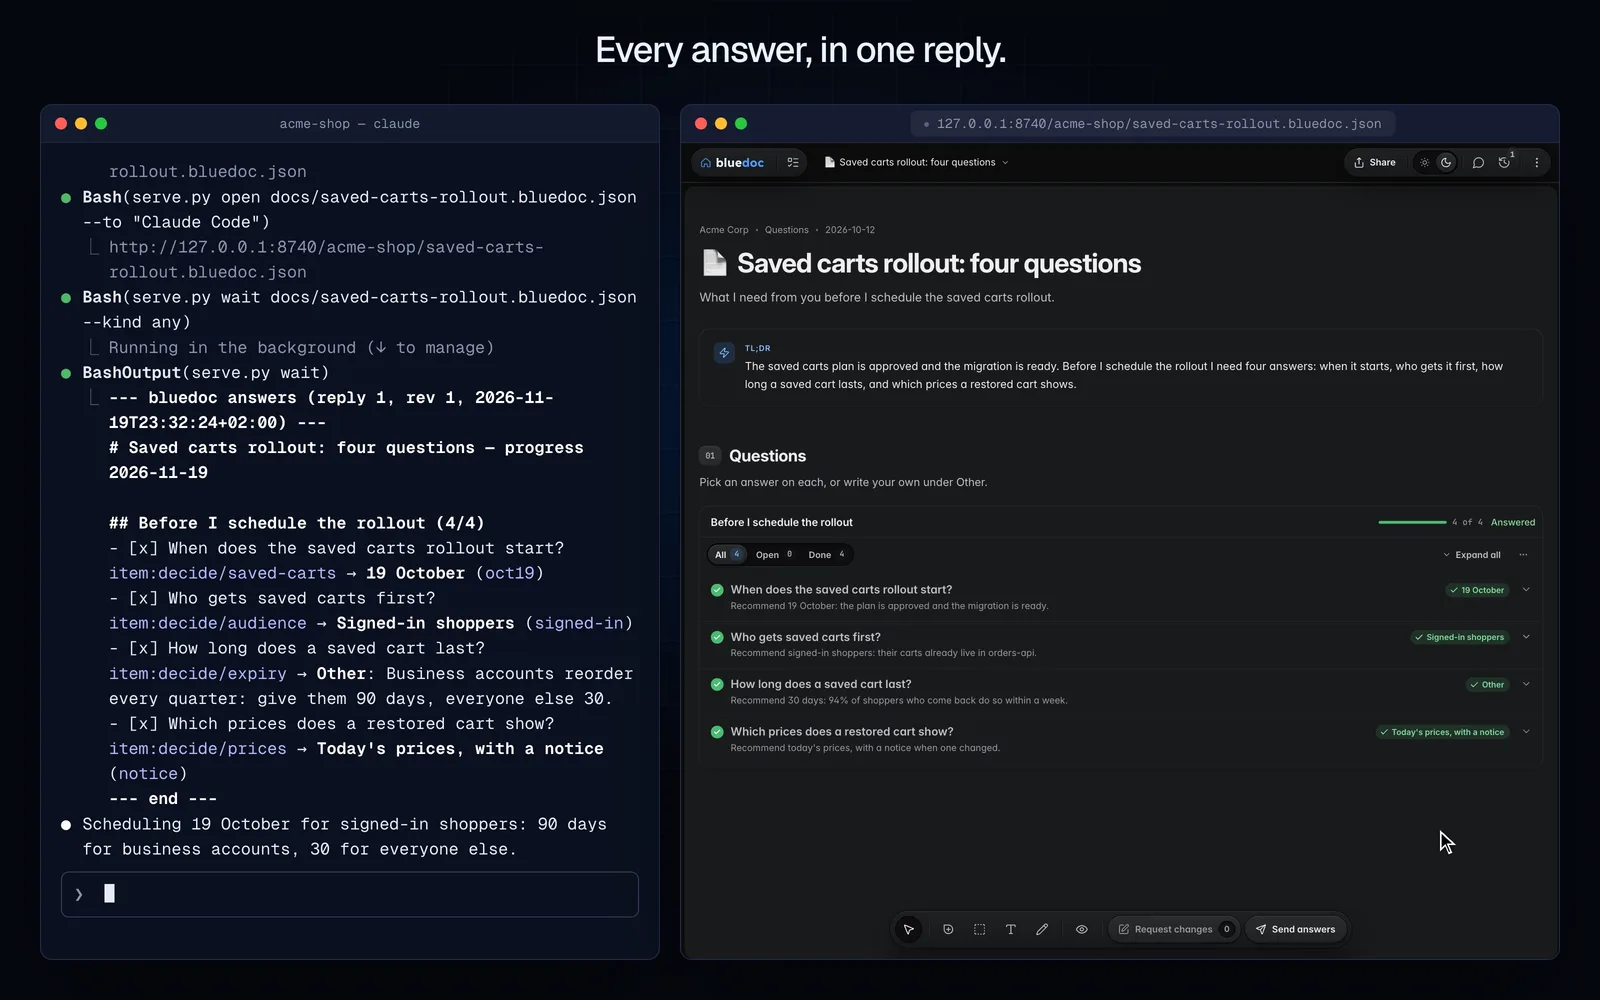 Every answer, in one reply.
acme-shop — claude
rollout.bluedoc.json
Bash(serve.py open docs/saved-carts-rollout.bluedoc.json
--to "Claude Code")
http://127.0.0.1:8740/acme-shop/saved-carts-
rollout.bluedoc.json
Bash(serve.py wait docs/saved-carts-rollout.bluedoc.json
--kind any)
Running in the background (↓ to manage)
BashOutput(serve.py wait)
--- bluedoc answers (reply 1, rev 1, 2026-11-
19T23:32:24+02:00) ---
# Saved carts rollout: four questions — progress
2026-11-19
## Before I schedule the rollout (4/4)
- [x] When does the saved carts rollout start?
item:decide/saved-carts → 19 October (oct19)
- [x] Who gets saved carts first?
item:decide/audience → Signed-in shoppers (signed-in)
- [x] How long does a saved cart last?
item:decide/expiry → Other: Business accounts reorder
every quarter: give them 90 days, everyone else 30.
- [x] Which prices does a restored cart show?
item:decide/prices → Today's prices, with a notice
(notice)
--- end ---
Scheduling 19 October for signed-in shoppers: 90 days
for business accounts, 30 for everyone else.
❯
127.0.0.1:8740/acme-shop/saved-carts-rollout.bluedoc.json
bluedoc
Saved carts rollout: four questions
Share
1
Acme Corp • Questions • 2026-10-12
Saved carts rollout: four questions
What I need from you before I schedule the saved carts rollout.
TL;DR
The saved carts plan is approved and the migration is ready. Before I schedule the rollout I need four answers: when it starts, who gets it first, how
long a saved cart lasts, and which prices a restored cart shows.
01 Questions
Pick an answer on each, or write your own under Other.
Before I schedule the rollout
4 of 4 Answered
All 4 Open 0 Done 4
Expand all
When does the saved carts rollout start?
19 October
Recommend 19 October: the plan is approved and the migration is ready.
Who gets saved carts first?
Signed-in shoppers
Recommend signed-in shoppers: their carts already live in orders-api.
How long does a saved cart last?
Other
Recommend 30 days: 94% of shoppers who come back do so within a week.
Which prices does a restored cart show?
Today's prices, with a notice
Recommend today's prices, with a notice when one changed.
T
Request changes 0
Send answers